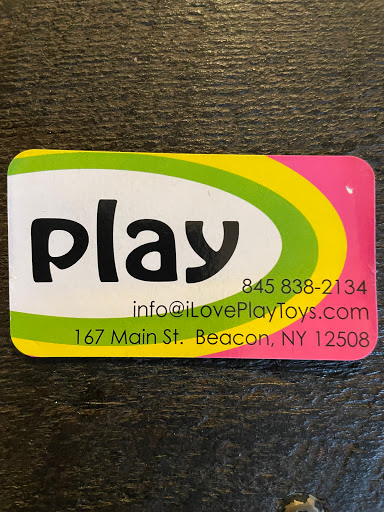 play
845 838-2134
info@iLovePlayToys.com
167 Main St. Beacon, NY 12508